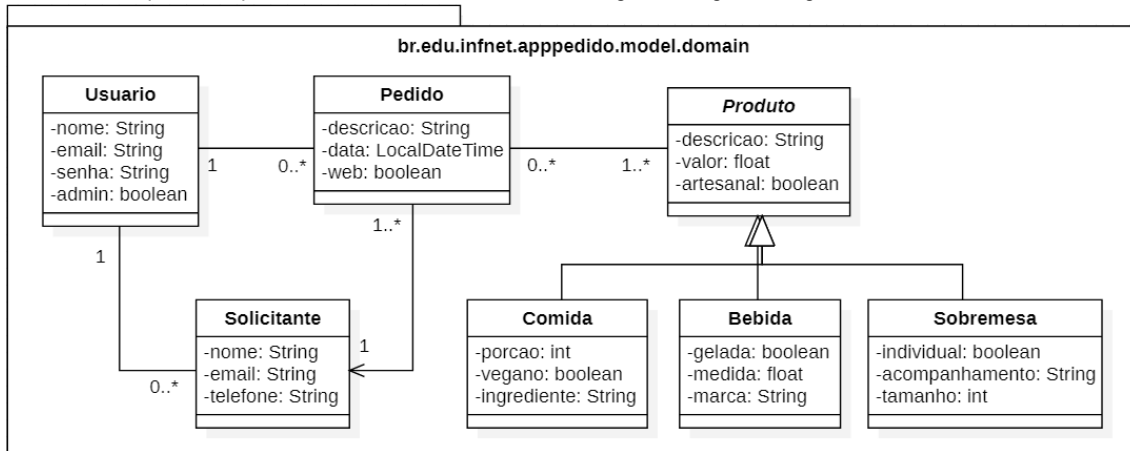 br.edu.infnet.apppedido.model.domain
Usuario
-nome: String
-email: String
-senha: String
-admin: boolean
1
0..*
Pedido
-descricao: String
-data: LocalDateTime
-web: boolean
0..*
1..*
Produto
-descricao: String
-valor: float
-artesanal: boolean
1
1..*
Solicitante
-nome: String
-email: String
-telefone: String
0..*
1
Comida
-porcao: int
-vegano: boolean
-ingrediente: String
Bebida
-gelada: boolean
-medida: float
-marca: String
Sobremesa
-individual: boolean
-acompanhamento: String
-tamanho: int